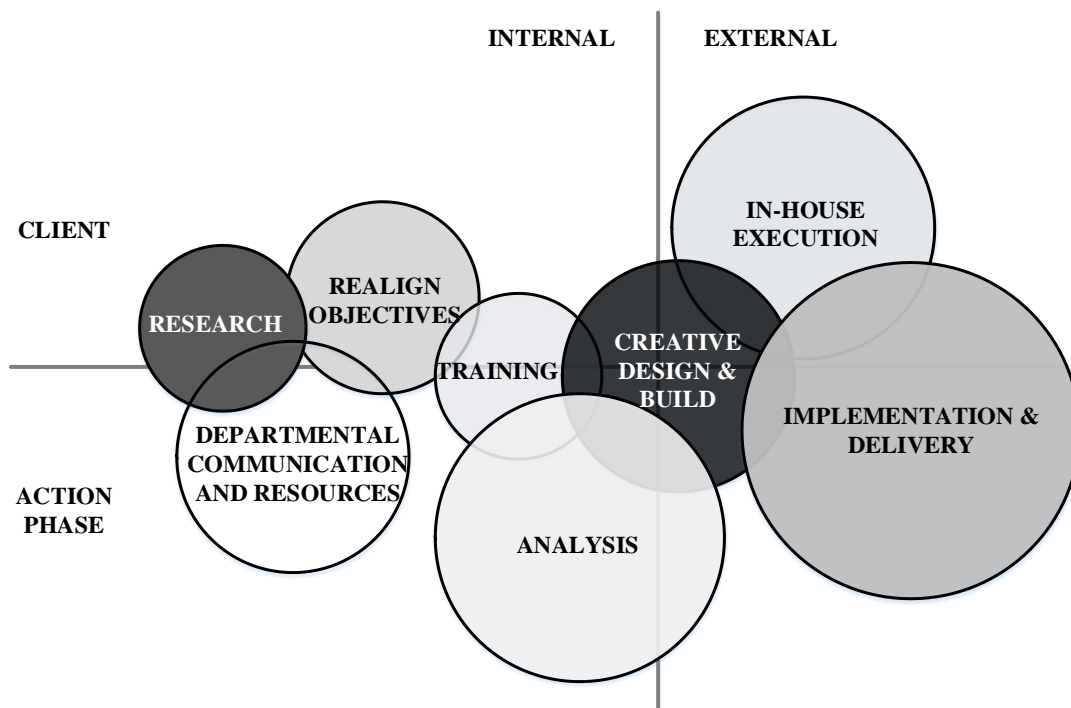 INTERNAL
EXTERNAL
CLIENT
IN-HOUSE
EXECUTION
REALIGN
OBJECTIVES
RESEARCH
TRAINING
CREATIVE
DESIGN &
BUILD
IMPLEMENTATION &
DELIVERY
DEPARTMENTAL
COMMUNICATION
AND RESOURCES
ACTION
PHASE
ANALYSIS